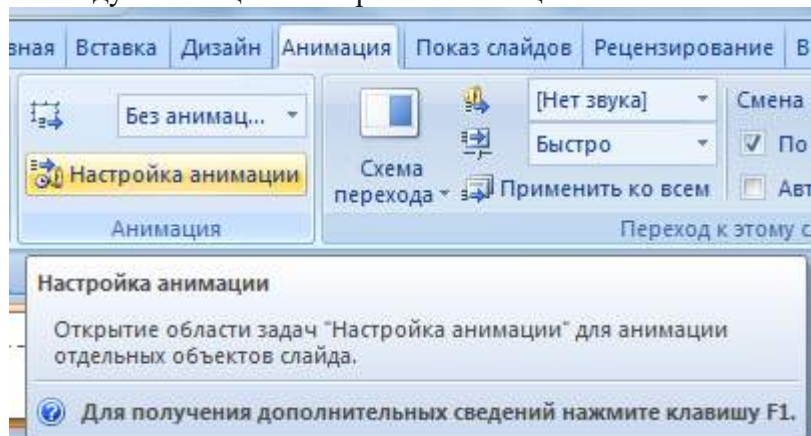 вная Вставка Дизайн Анимация Показ слайдов Рецензирование В
Без анимац... [Нет звука] Смена
Настройка анимации Быстро По
Схема перехода Применить ко всем Авт
Анимация Переход к этому с
Настройка анимации
Открытие области задач "Настройка анимации" для анимации
отдельных объектов слайда.
Для получения дополнительных сведений нажмите клавишу F1.